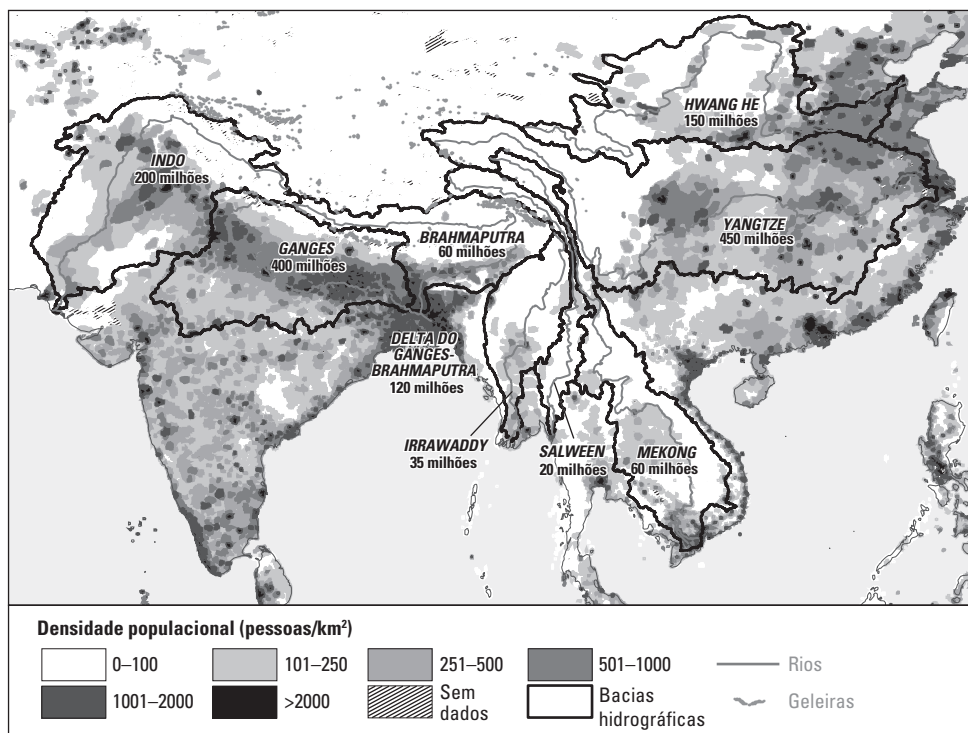 HWANG HE
150 milhões
INDO
200 milhões
YANGTZE
450 milhões
BRAHMAPUTRA
60 milhões
GANGES
400 milhões
DELTA DO
GANGES-
BRAHMAPUTRA
120 milhões
IRRAWADDY
35 milhões
SALWEEN
20 milhões
MEKONG
60 milhões
Densidade populacional (pessoas/km²)
0–100
101–250
251–500
501–1000
Rios
1001–2000
>2000
Sem
dados
Bacias
hidrográficas
Geleiras